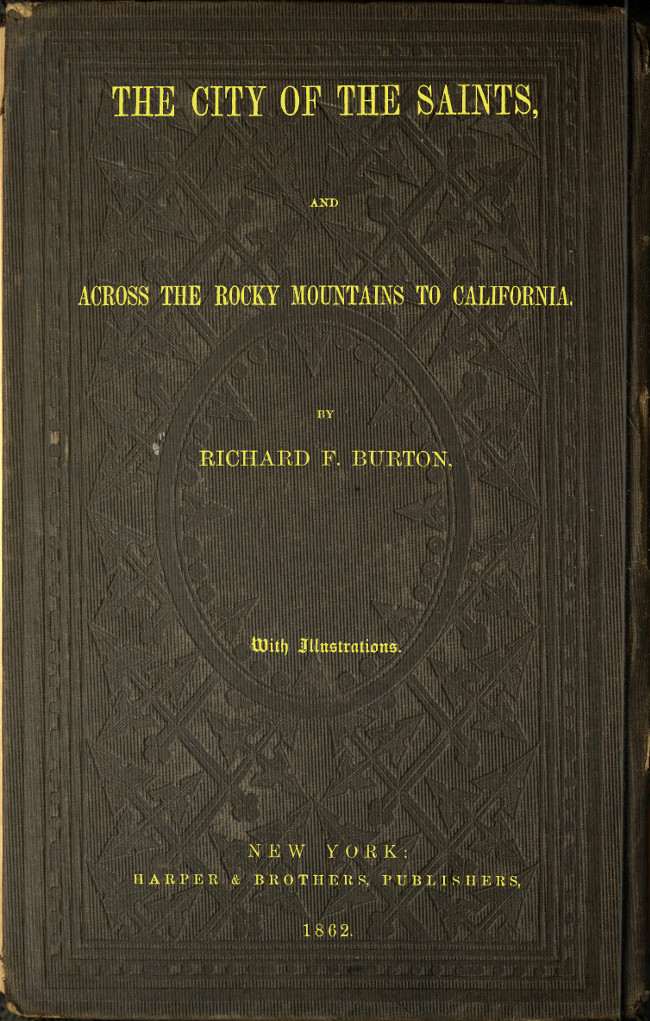 THE CITY OF THE SAINTS,
AND
ACROSS THE ROCKY MOUNTAINS TO CALIFORNIA.
BY
RICHARD F. BURTON,
With Illustrations.
NEW YORK:
HARPER & BROTHERS, PUBLISHERS,
1862.